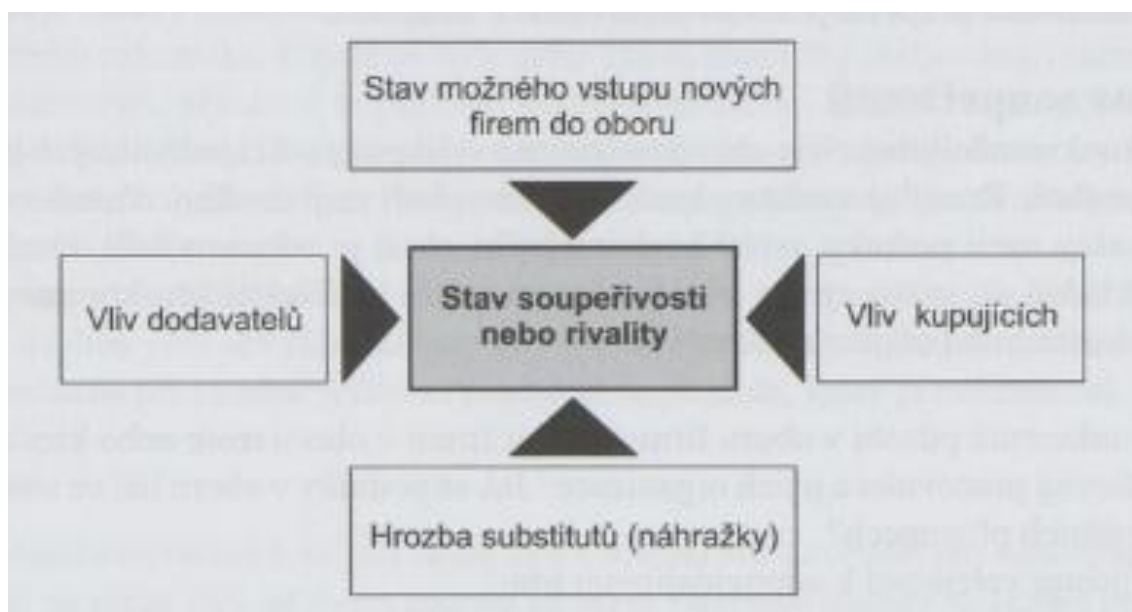 Stav možného vstupu nových
firem do oboru
Vliv dodavatelů
Stav soupeřivosti
nebo rivality
Vliv kupujících
Hrozba substitutů (náhražky)